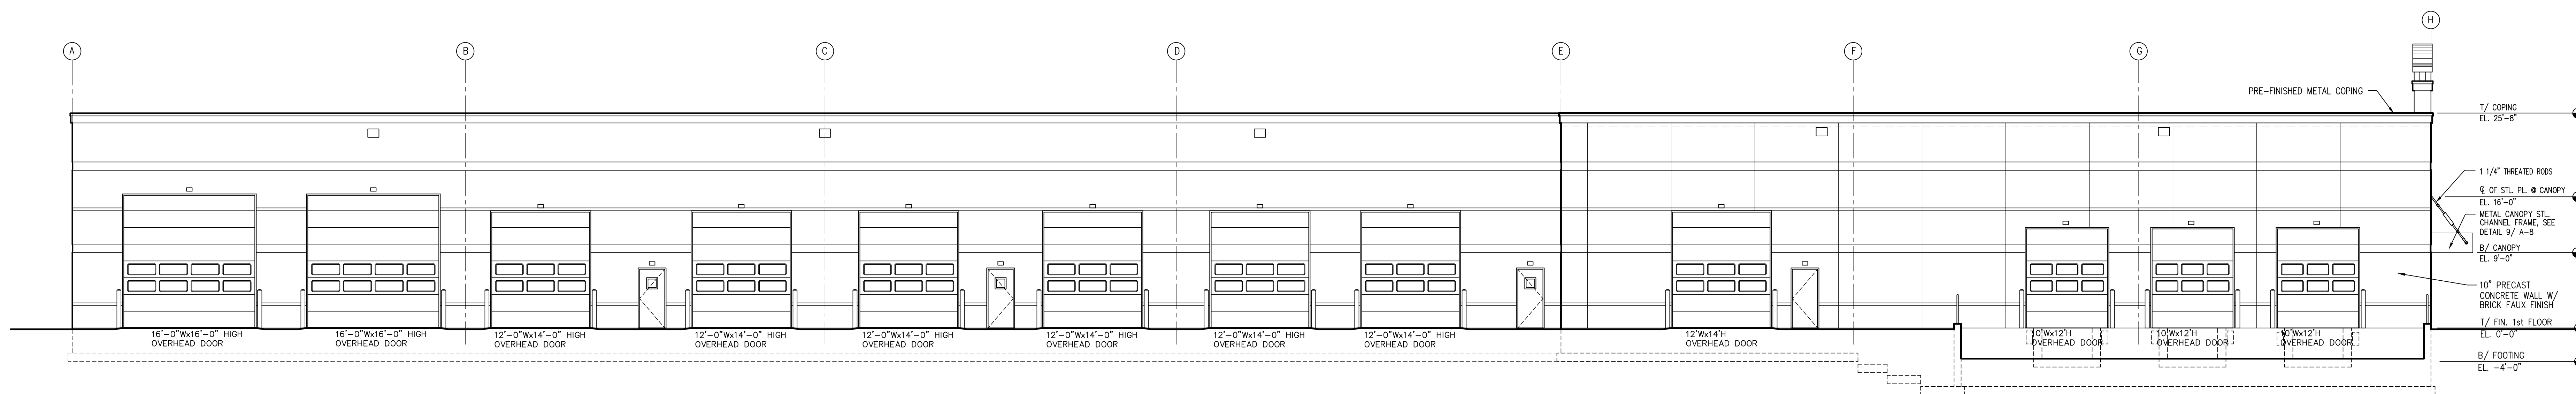 H
A
B
C
D
E
F
G
PRE-FINISHED METAL COPING
T/ COPING
EL. 25'-8"
1 1/4" THREATED RODS
℄ OF STL. PL. @ CANOPY
EL. 16'-0"
METAL CANOPY STL.
CHANNEL FRAME, SEE
DETAIL 9/ A-8
B/ CANOPY
EL. 9'-0"
10" PRECAST
CONCRETE WALL W/
BRICK FAUX FINISH
T/ FIN. 1st FLOOR
EL. 0'-0"
B/ FOOTING
EL. -4'-0"
16'-0"Wx16'-0" HIGH
OVERHEAD DOOR
16'-0"Wx16'-0" HIGH
OVERHEAD DOOR
12'-0"Wx14'-0" HIGH
OVERHEAD DOOR
12'-0"Wx14'-0" HIGH
OVERHEAD DOOR
12'-0"Wx14'-0" HIGH
OVERHEAD DOOR
12'-0"Wx14'-0" HIGH
OVERHEAD DOOR
12'-0"Wx14'-0" HIGH
OVERHEAD DOOR
12'-0"Wx14'-0" HIGH
OVERHEAD DOOR
12'Wx14'H
OVERHEAD DOOR
10'Wx12'H
OVERHEAD DOOR
10'Wx12'H
OVERHEAD DOOR
10'Wx12'H
OVERHEAD DOOR